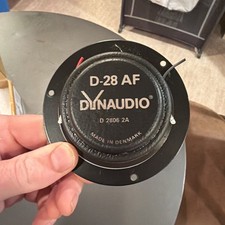 D-28 AF
DYNAUDIO
D 2806 2A
MADE IN DENMARK